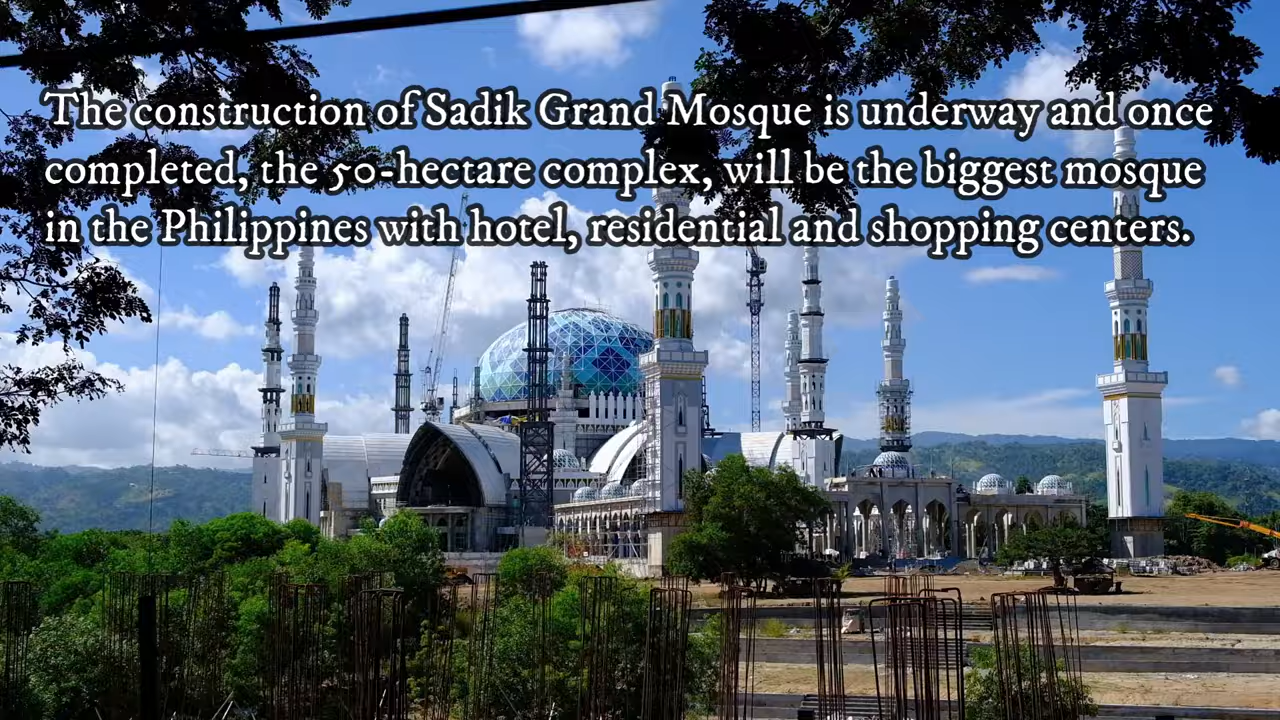 The construction of Sadik Grand Mosque is underway and once
completed, the 50-hectare complex, will be the biggest mosque
in the Philippines with hotel, residential and shopping centers.